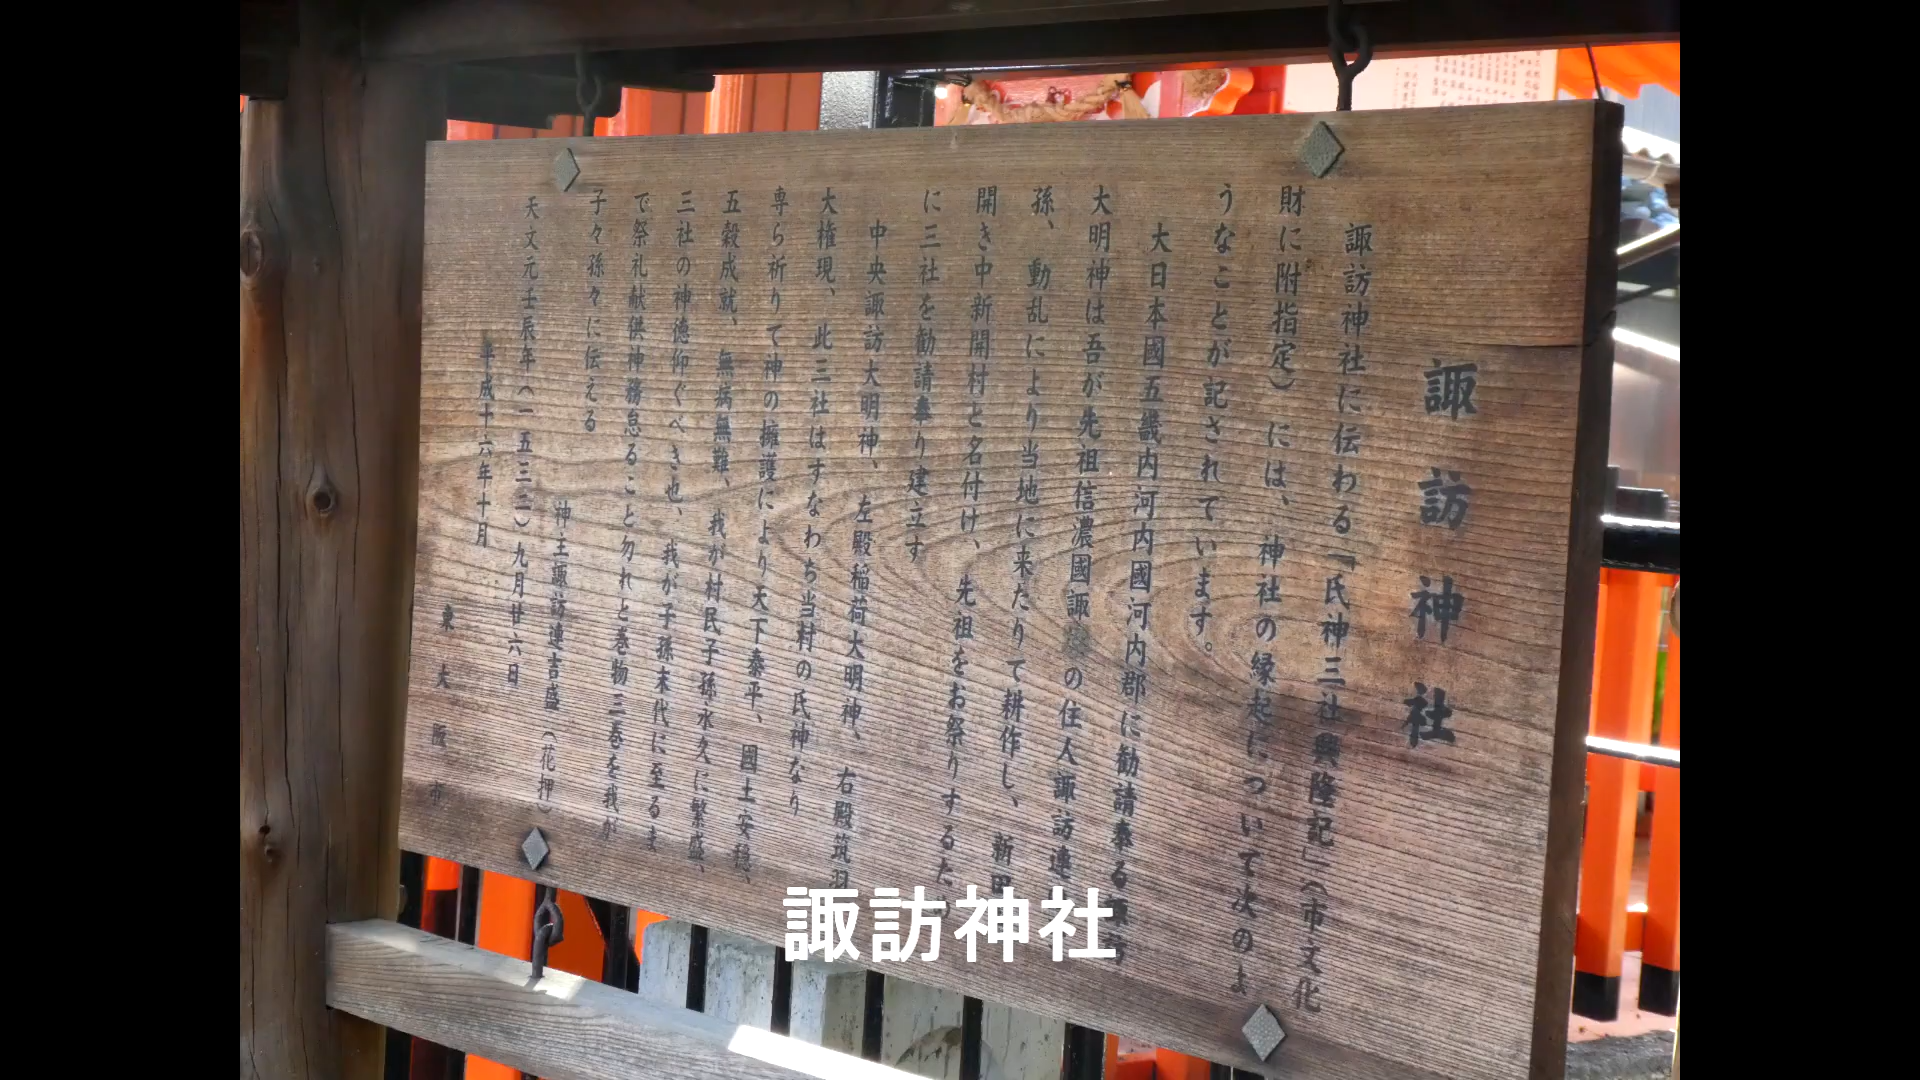 諏訪神社
諏訪神社に伝わる「氏神三社興隆記」(市文化
財に附指定)には、神社の縁起について次のよ
うなことが記されています。
大日本國五畿内河内國河内郡に勧請奉る
大明神は吾が先祖信濃國諏の住人諏訪連
孫、動乱により当地に来たりて耕作し、新田
開き中新開村と名付け、先祖をお祭りするた
に三社を勧請奉り建立す
中央諏訪大明神、左殿稲荷大明神、右殿筑羽
大権現、此三社はすなわち当村の氏神なり
専ら祈りて神の擁護により天下泰平、國土安穏、
五穀成就、無病無難、我が村民子孫永久に繁盛、
三社の神徳仰ぐべき也、我が子孫末代に至るま
で祭礼献供神務怠ること勿れと巻物三巻を我が
子々孫々に伝える
神主諏訪連吉盛(花押)
天文元壬辰年(一五三二)九月廿六日
平成十六年十月
東大阪市
諏訪神社